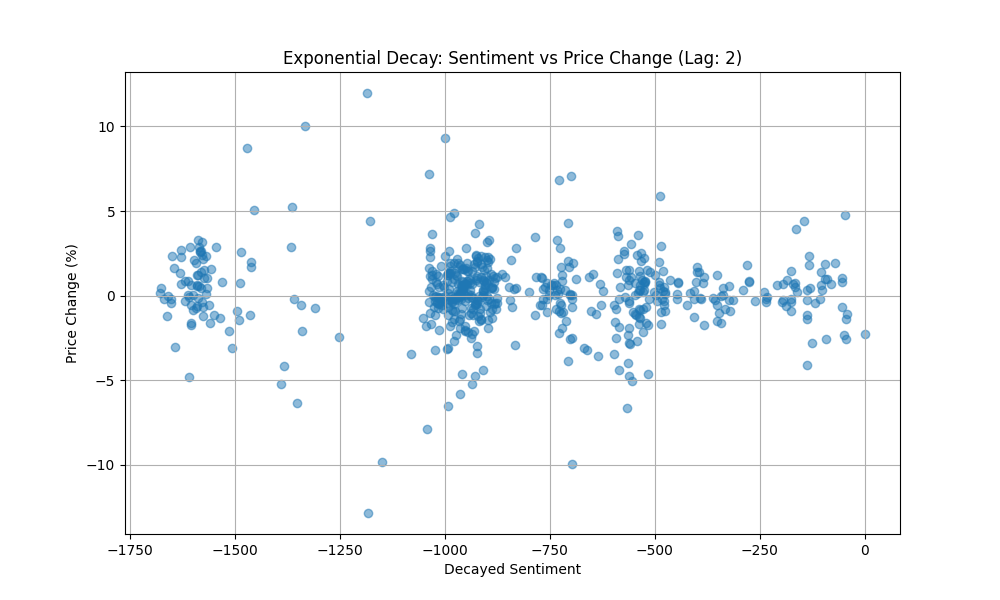 Exponential Decay: Sentiment vs Price Change (Lag: 2)
Price Change (%)
10
5
0
−5
−10
−1750 −1500 −1250 −1000 −750 −500 −250 0
Decayed Sentiment